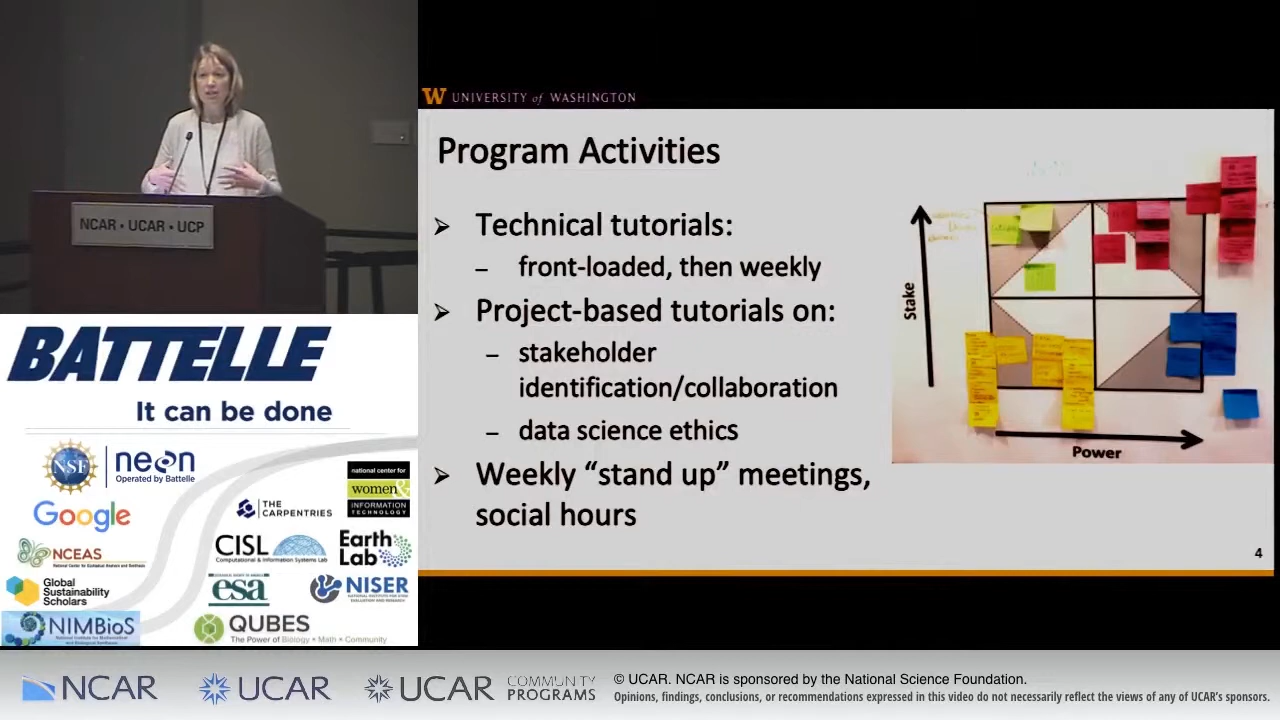 NCAR • UCAR • UCP
BATTELLE
It can be done
NSF
neon
Operated by Battelle
national center for
women&
INFORMATION
TECHNOLOGY
Google
THE
CARPENTRIES
NCEAS
CISL
Computational & Information Systems Lab
Earth
Lab
Global
Sustainability
Scholars
esa
NISER
NIMBioS
QUBES
The Power of Biology • Math • Community
W UNIVERSITY of WASHINGTON
Program Activities
➢ Technical tutorials:
– front-loaded, then weekly
➢ Project-based tutorials on:
– stakeholder
identification/collaboration
– data science ethics
➢ Weekly “stand up” meetings,
social hours
Stake
Power
4
NCAR
UCAR
UCAR
COMMUNITY
PROGRAMS
© UCAR. NCAR is sponsored by the National Science Foundation.
Opinions, findings, conclusions, or recommendations expressed in this video do not necessarily reflect the views of any of UCAR's sponsors.